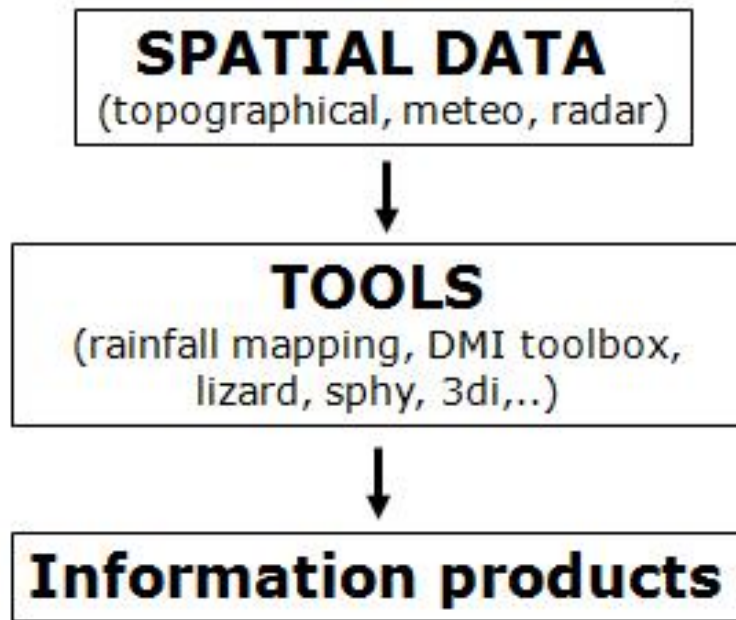 SPATIAL DATA
(topographical, meteo, radar)
TOOLS
(rainfall mapping, DMI toolbox,
lizard, sphy, 3di,..)
Information products